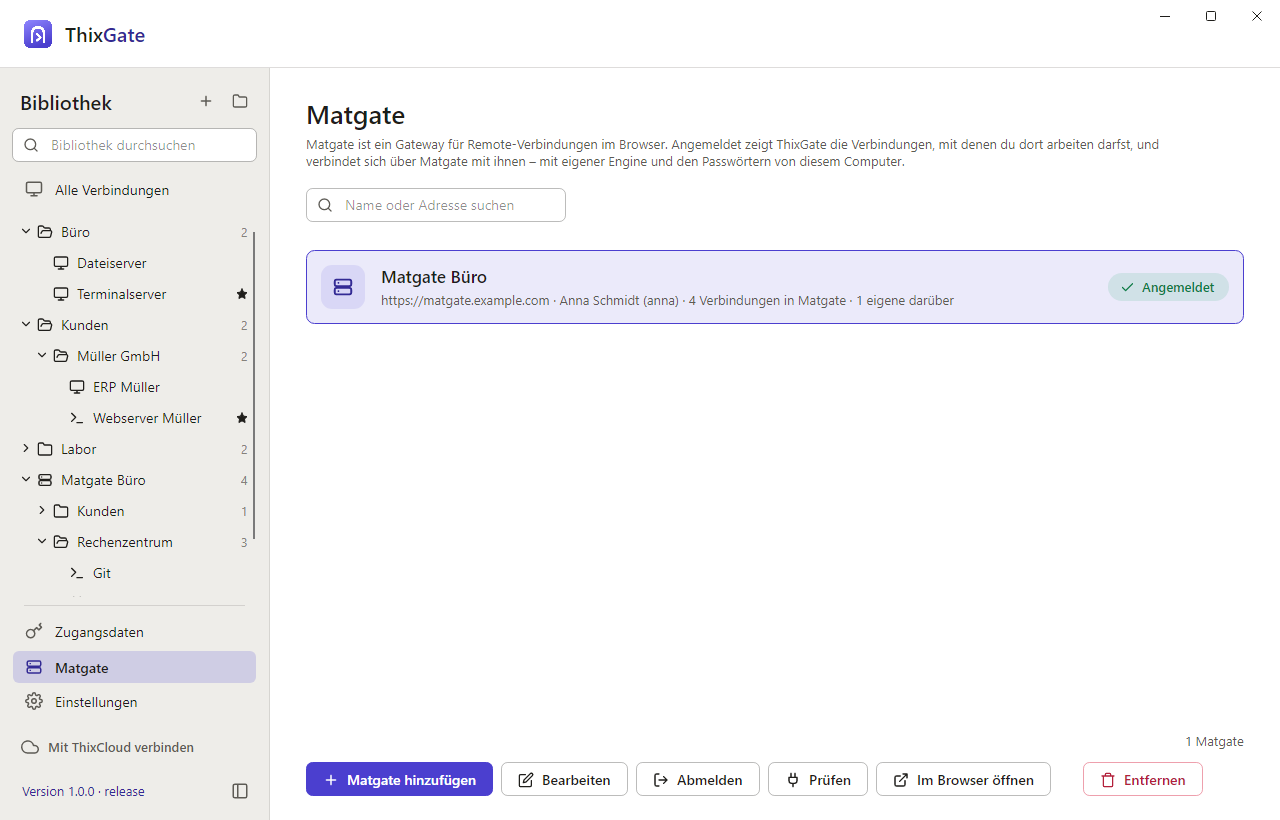 ThixGate
Bibliothek
Bibliothek durchsuchen
Alle Verbindungen
Büro 2
Dateiserver
Terminalserver
Kunden 2
Müller GmbH 2
ERP Müller
Webserver Müller
Labor 2
Matgate Büro 4
Kunden 1
Rechenzentrum 3
Git
Zugangsdaten
Matgate
Einstellungen
Mit ThixCloud verbinden
Version 1.0.0 · release
Matgate
Matgate ist ein Gateway für Remote-Verbindungen im Browser. Angemeldet zeigt ThixGate die Verbindungen, mit denen du dort arbeiten darfst, und
verbindet sich über Matgate mit ihnen – mit eigener Engine und den Passwörtern von diesem Computer.
Name oder Adresse suchen
Matgate Büro
https://matgate.example.com · Anna Schmidt (anna) · 4 Verbindungen in Matgate · 1 eigene darüber
Angemeldet
1 Matgate
Matgate hinzufügen Bearbeiten Abmelden Prüfen Im Browser öffnen Entfernen